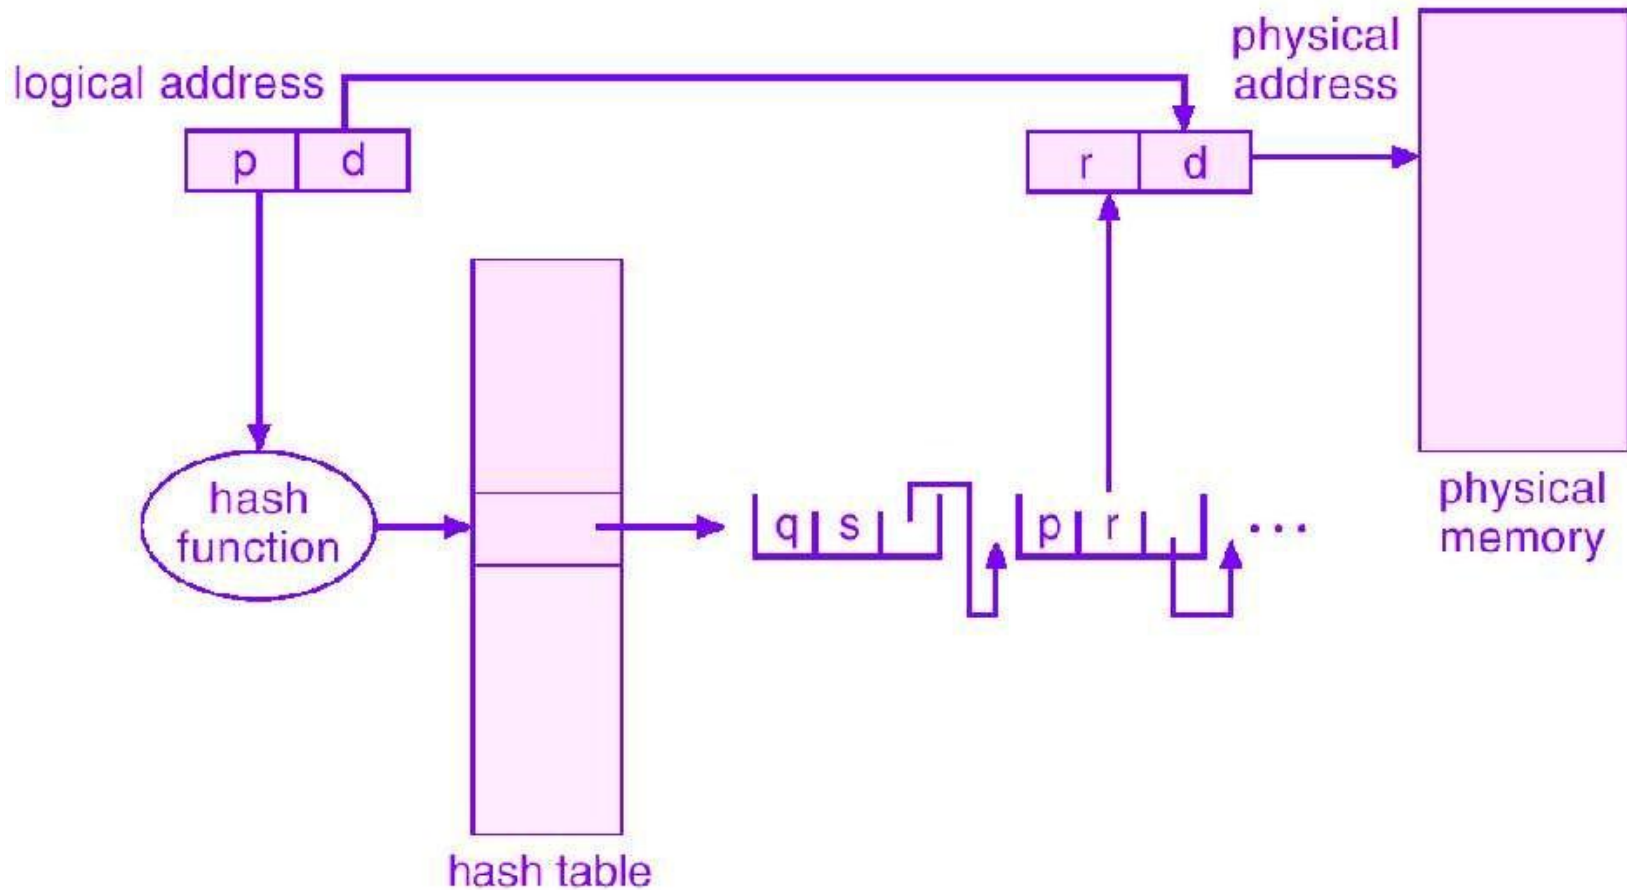 logical address
p d
physical
address
r d
hash
function
q s
p r
...
physical
memory
hash table